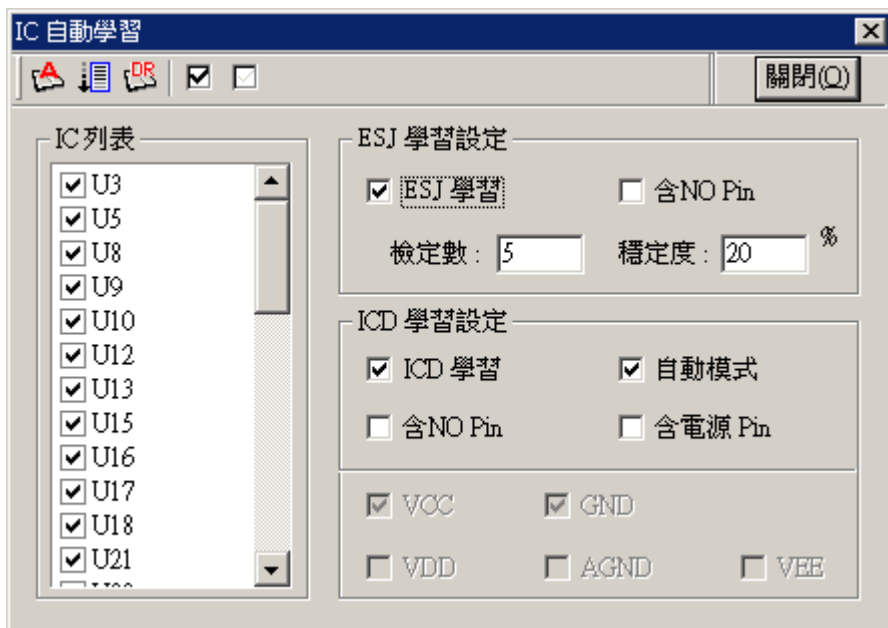 IC 自動學習
A DR 關閉(Q)
IC 列表
U3
U5
U8
U9
U10
U12
U13
U15
U16
U17
U18
U21
ESJ 學習設定
ESJ 學習 含NO Pin
檢定數 : 5 穩定度 : 20 %
ICD 學習設定
ICD 學習 自動模式
含NO Pin 含電源 Pin
VCC GND
VDD AGND VEE